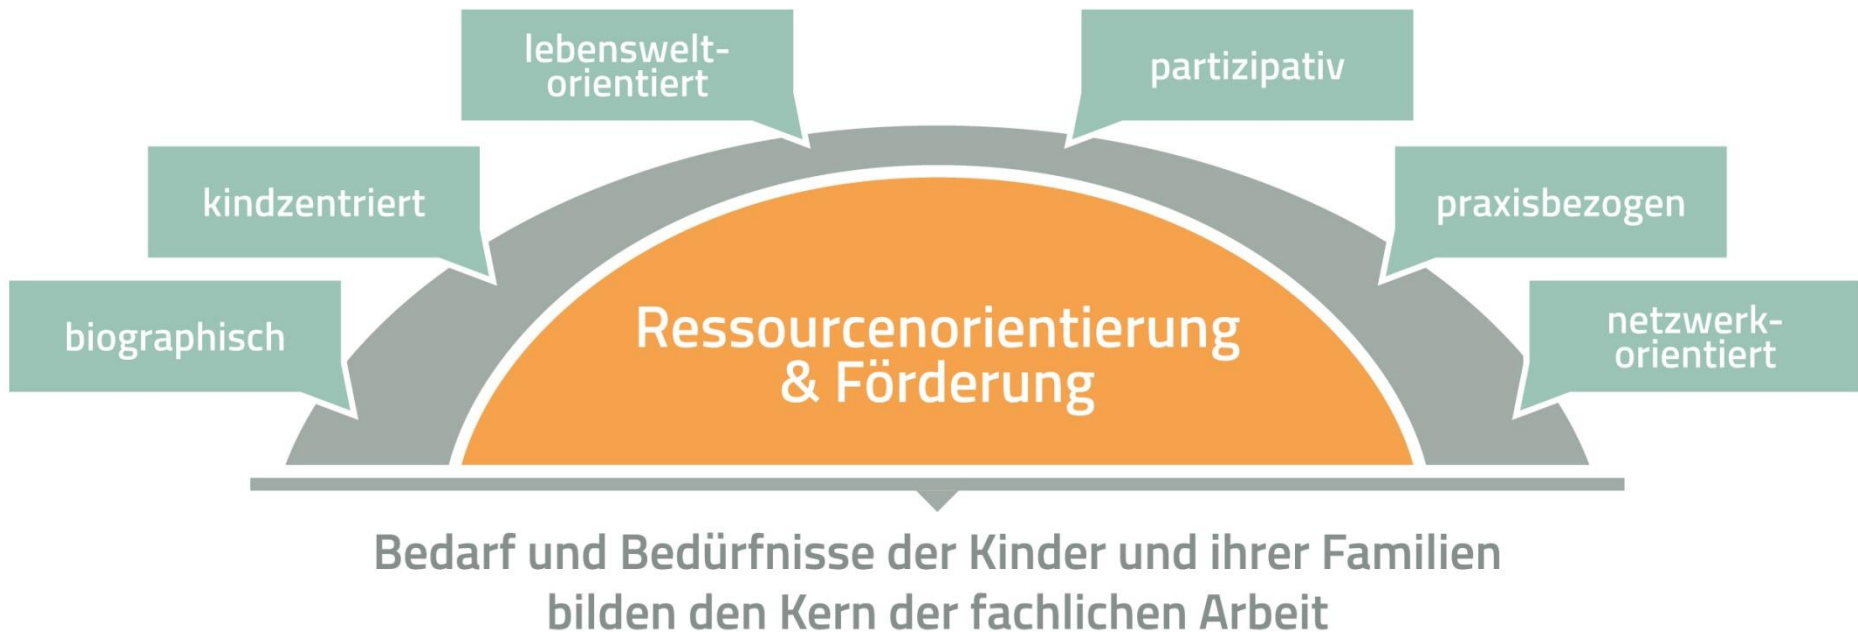 lebenswelt-
orientiert
partizipativ
kindzentriert
praxisbezogen
biographisch
netzwerk-
orientiert
Ressourcenorientierung
& Förderung
Bedarf und Bedürfnisse der Kinder und ihrer Familien
bilden den Kern der fachlichen Arbeit